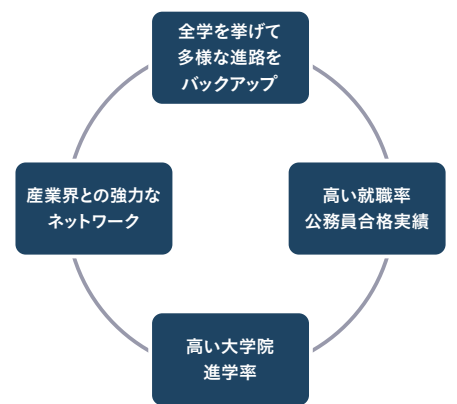 全学を挙げて
多様な進路を
バックアップ
産業界との強力な
ネットワーク
高い就職率
公務員合格実績
高い大学院
進学率